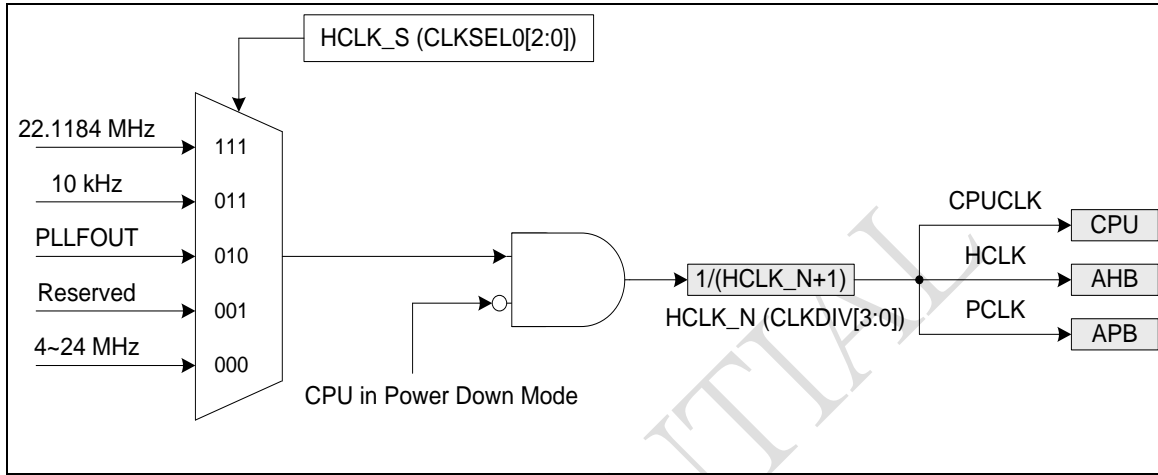 HCLK_S (CLKSEL0[2:0])
22.1184 MHz
111
10 kHz
011
PLLFOUT
010
Reserved
001
4~24 MHz
000
CPU in Power Down Mode
1/(HCLK_N+1)
HCLK_N (CLKDIV[3:0])
CPUCLK
CPU
HCLK
AHB
PCLK
APB
NTIAL